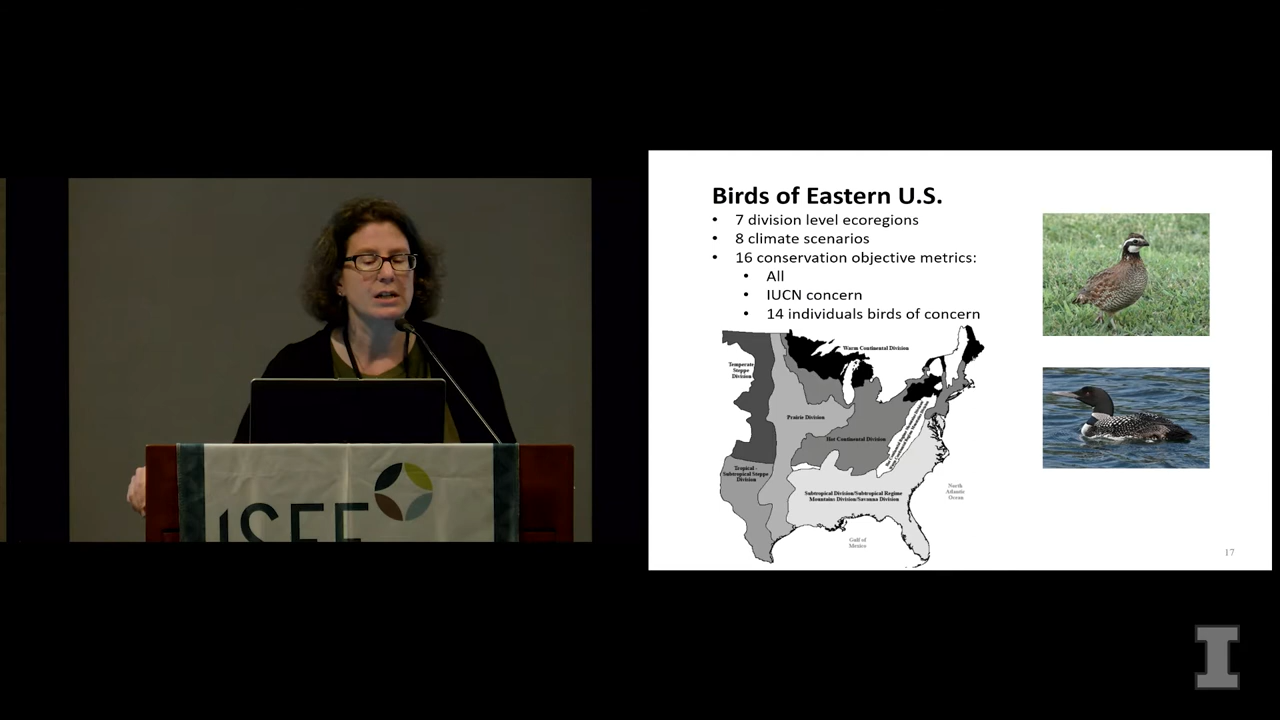 Birds of Eastern U.S.
• 7 division level ecoregions
• 8 climate scenarios
• 16 conservation objective metrics:
• All
• IUCN concern
• 14 individuals birds of concern
Warm Continental Division
Temperate
Steppe
Division
Prairie Division
Hot Continental Division
Tropical -
Subtropical Steppe
Division
Subtropical Division/Subtropical Regime
Mountains Division/Savanna Division
North
Atlantic
Ocean
Gulf of
Mexico
17
iSEE
I